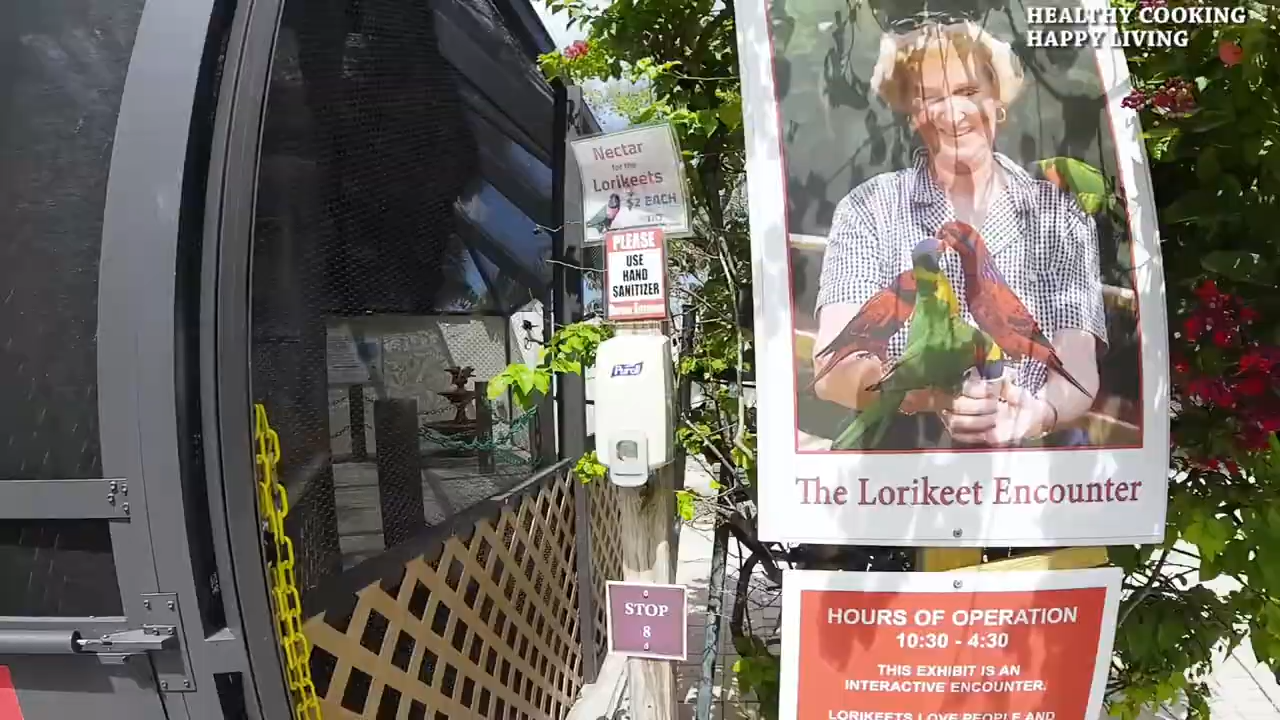 HEALTHY COOKING
HAPPY LIVING
Nectar
for the
Lorikeets
$2 EACH
PLEASE
USE
HAND
SANITIZER
Purell
STOP
8
The Lorikeet Encounter
HOURS OF OPERATION
10:30 - 4:30
THIS EXHIBIT IS AN
INTERACTIVE ENCOUNTER.
LORIKEETS LOVE PEOPLE AND